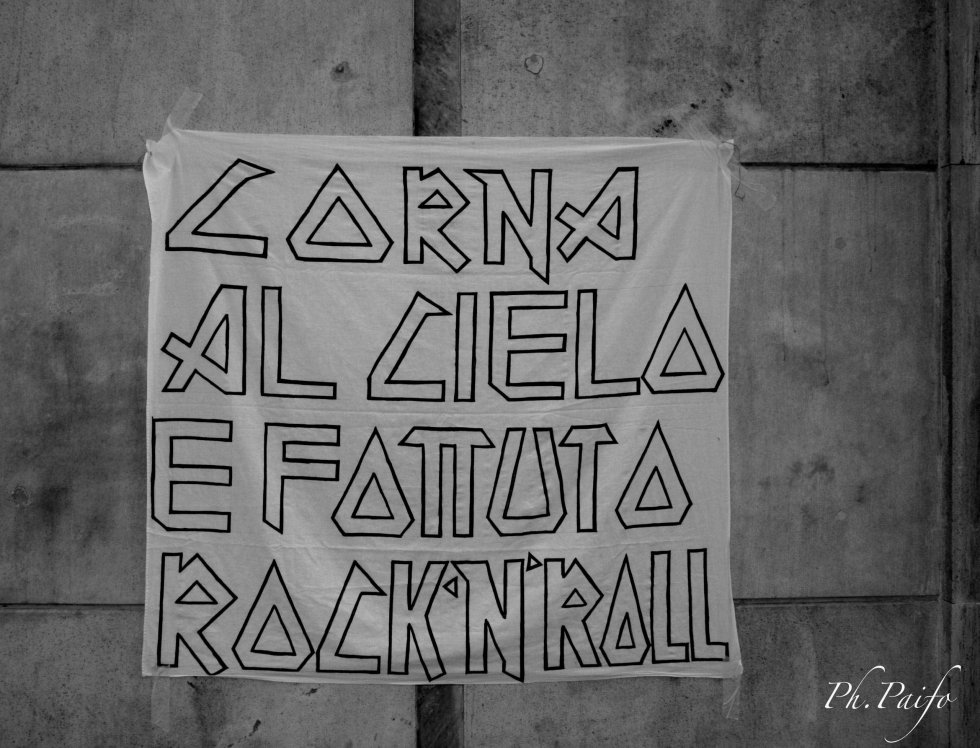 CORNA
AL CIELO
E FOTTUTO
ROCK'N'ROLL
Ph.Paifo